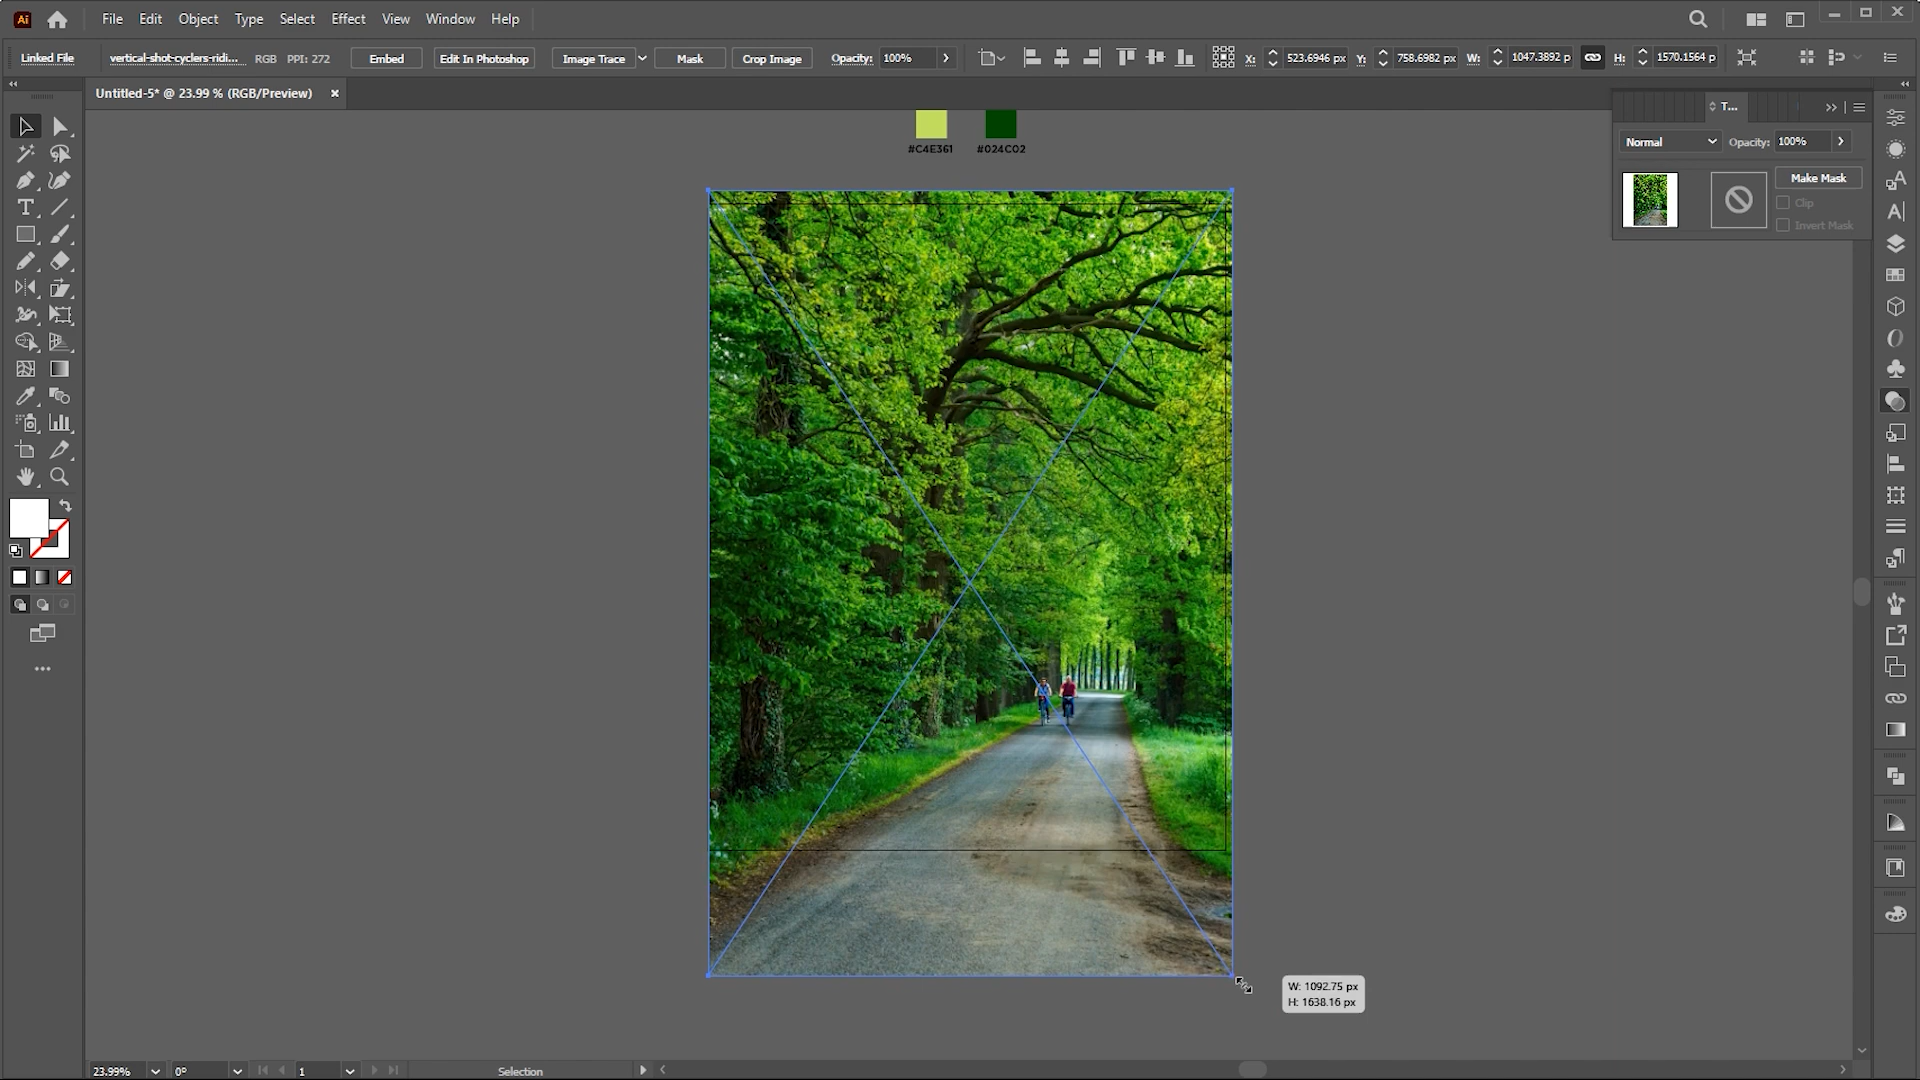 Ai File Edit Object Type Select Effect View Window Help
Linked File vertical-shot-cyclers-ridi... RGB PPI: 272 Embed Edit In Photoshop Image Trace Mask Crop Image Opacity: 100% X: 523.6946 px Y: 758.6982 px W: 1047.3892 p H: 1570.1564 p
Untitled-5* @ 23.99 % (RGB/Preview)
T...
#C4E361 #024C02
Normal Opacity: 100%
Make Mask
Clip
Invert Mask
W: 1092.75 px
H: 1638.16 px
23.99% 0° 1 Selection